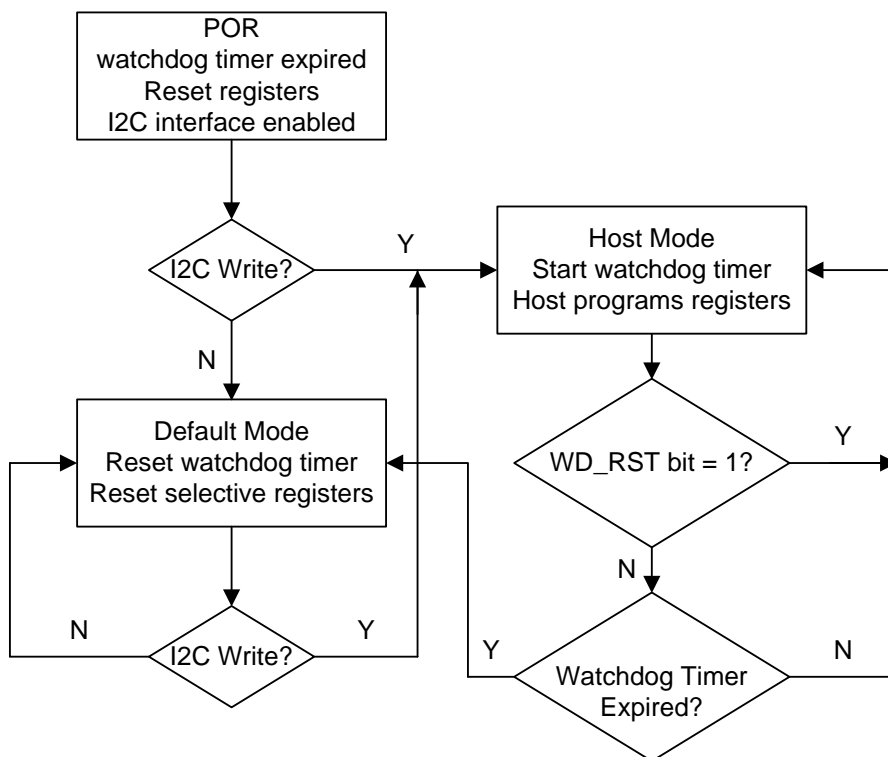 POR
watchdog timer expired
Reset registers
I2C interface enabled
I2C Write?
Y
N
Host Mode
Start watchdog timer
Host programs registers
Default Mode
Reset watchdog timer
Reset selective registers
WD_RST bit = 1?
Y
N
I2C Write?
N
Y
Watchdog Timer
Expired?
Y
N